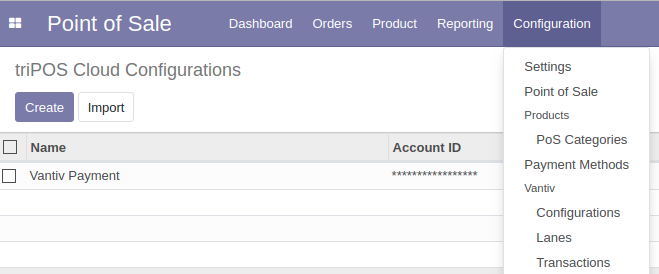 Point of Sale Dashboard Orders Product Reporting Configuration
triPOS Cloud Configurations
Create Import
Name Account ID
Vantiv Payment *****************
Settings
Point of Sale
Products
PoS Categories
Payment Methods
Vantiv
Configurations
Lanes
Transactions